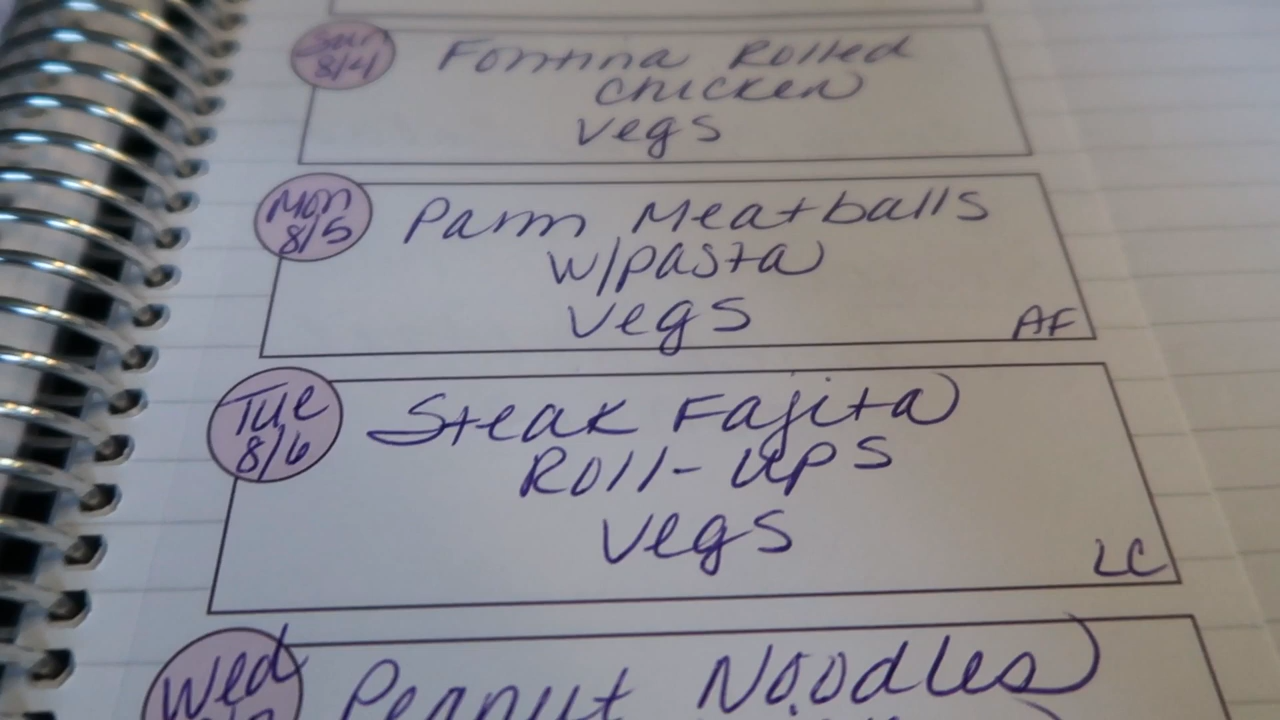 Sun
8/4
Fontina Rolled
chicken
vegs
Mon
8/5
Parm Meatballs
w/pasta
vegs
AF
Tue
8/6
Steak Fajita
Roll-ups
vegs
LC
Wed
Peanut Noodles